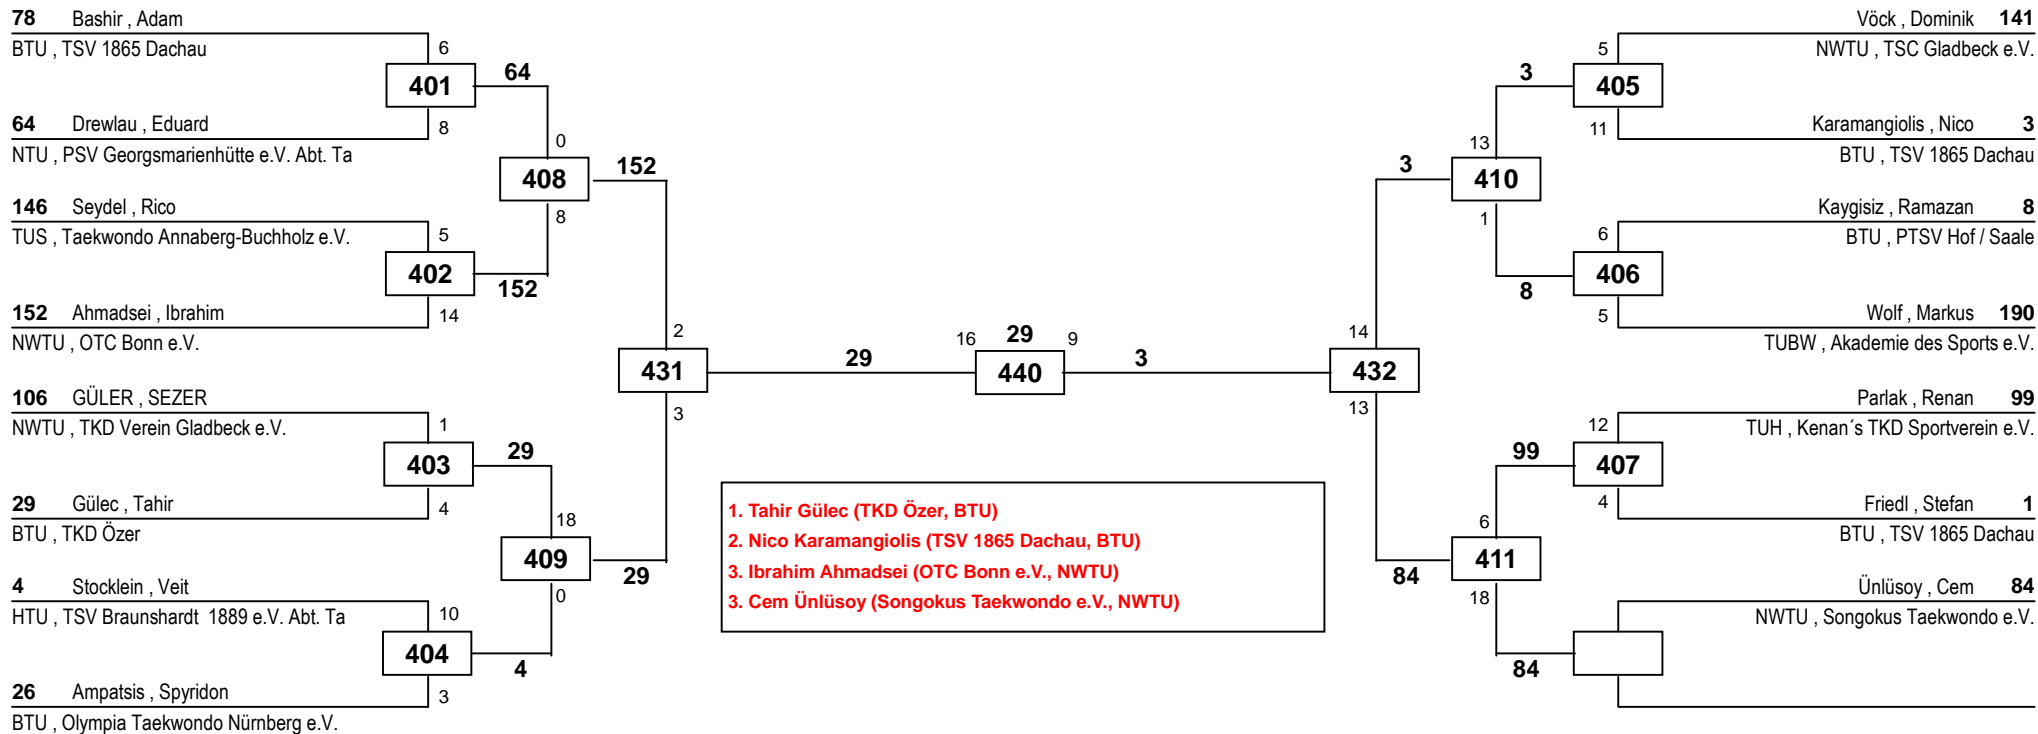 78 Bashir , Adam
BTU , TSV 1865 Dachau
6
401
64
8
64 Drewlau , Eduard
NTU , PSV Georgsmarienhütte e.V. Abt. Ta
0
408
152
8
146 Seydel , Rico
TUS , Taekwondo Annaberg-Buchholz e.V.
5
402
152
14
152 Ahmadsei , Ibrahim
NWTU , OTC Bonn e.V.
2
431
29
3
106 GÜLER , SEZER
NWTU , TKD Verein Gladbeck e.V.
1
403
29
4
29 Gülec , Tahir
BTU , TKD Özer
18
409
29
0
4 Stocklein , Veit
HTU , TSV Braunshardt 1889 e.V. Abt. Ta
10
404
4
3
26 Ampatsis , Spyridon
BTU , Olympia Taekwondo Nürnberg e.V.
16 29 9
440
3
1. Tahir Gülec (TKD Özer, BTU)
2. Nico Karamangiolis (TSV 1865 Dachau, BTU)
3. Ibrahim Ahmadsei (OTC Bonn e.V., NWTU)
3. Cem Ünlüsoy (Songokus Taekwondo e.V., NWTU)
Vöck , Dominik 141
NWTU , TSC Gladbeck e.V.
5
3
405
11
Karamangiolis , Nico 3
BTU , TSV 1865 Dachau
13
3
410
1
Kaygisiz , Ramazan 8
BTU , PTSV Hof / Saale
6
406
8
5
Wolf , Markus 190
TUBW , Akademie des Sports e.V.
14
432
13
Parlak , Renan 99
TUH , Kenan´s TKD Sportverein e.V.
12
99
407
4
Friedl , Stefan 1
BTU , TSV 1865 Dachau
6
411
84
18
Ünlüsoy , Cem 84
NWTU , Songokus Taekwondo e.V.
84